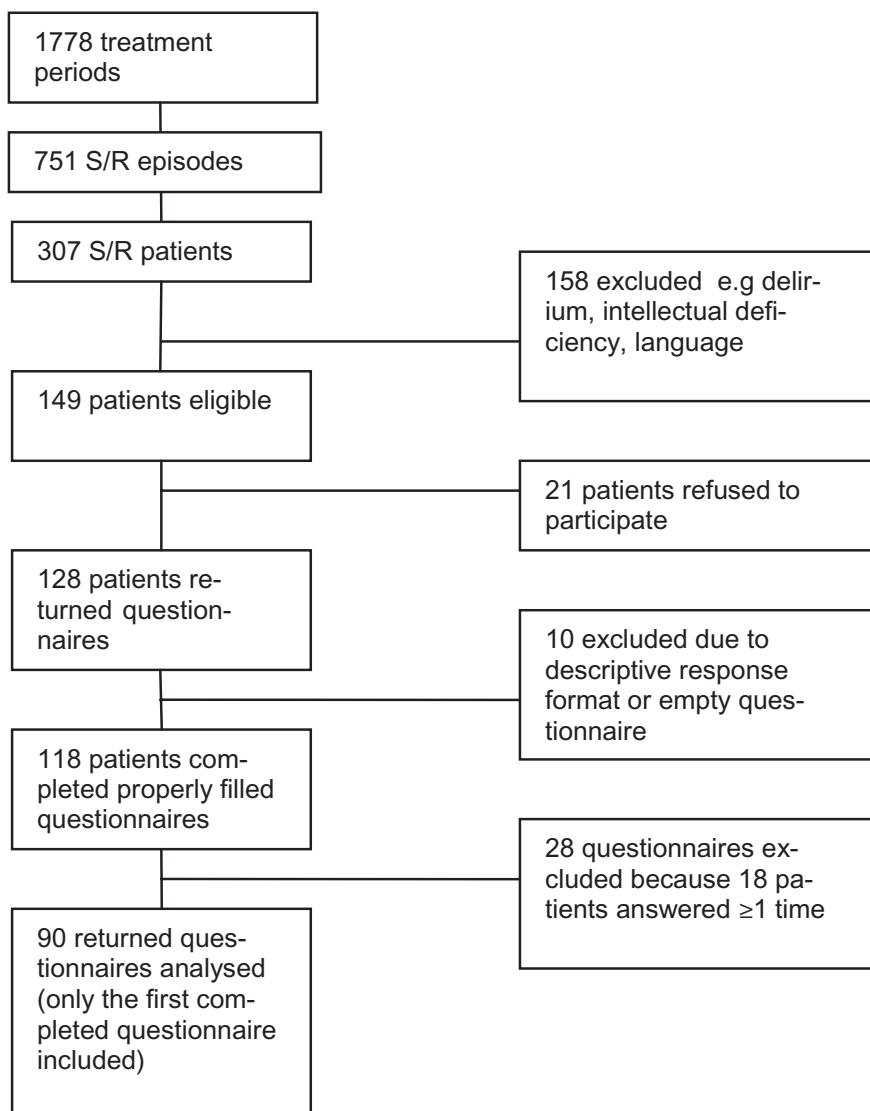 1778 treatment
periods
751 S/R episodes
307 S/R patients
158 excluded  e.g delir-
ium, intellectual defi-
ciency, language
149 patients eligible
21 patients refused to
participate
128 patients re-
turned question-
naires
10 excluded due to
descriptive response
format or empty ques-
tionnaire
118 patients com-
pleted properly filled
questionnaires
28 questionnaires ex-
cluded because 18 pa-
tients answered ≥1 time
90 returned ques-
tionnaires analysed
(only the first com-
pleted questionnaire
included)